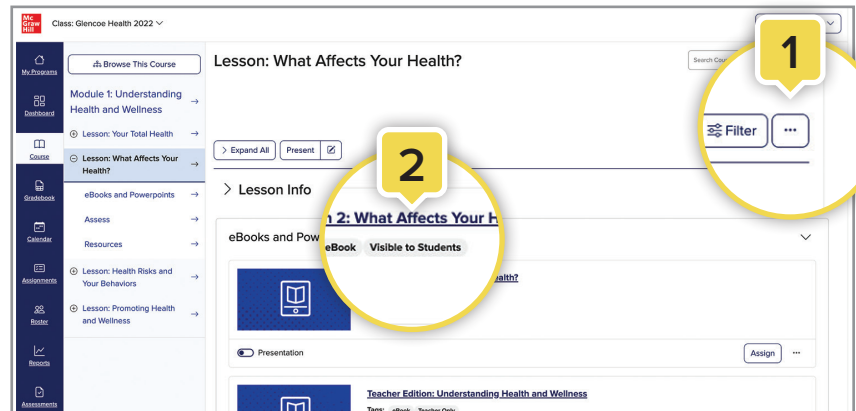 Mc
Graw
Hill
Class: Glencoe Health 2022
My Programs
Dashboard
Course
Gradebook
Calendar
Assignments
Roster
Reports
Assessments
Browse This Course
Module 1: Understanding
Health and Wellness
Lesson: Your Total Health
Lesson: What Affects Your
Health?
eBooks and Powerpoints
Assess
Resources
Lesson: Health Risks and
Your Behaviors
Lesson: Promoting Health
and Wellness
Lesson: What Affects Your Health?
Search
1
Filter
Expand All
Present
2
Lesson Info
2: What Affects Your H
eBook
Visible to Students
eBooks and Pow
alth?
Presentation
Assign
Teacher Edition: Understanding Health and Wellness
Tags: eBook Teacher Only